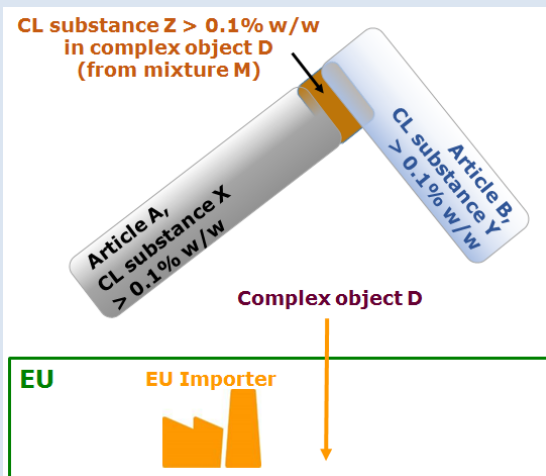 CL substance Z > 0.1% w/w
in complex object D
(from mixture M)
Article A,
CL substance X
> 0.1% w/w
Article B,
CL substance Y
> 0.1% w/w
Complex object D
EU
EU Importer